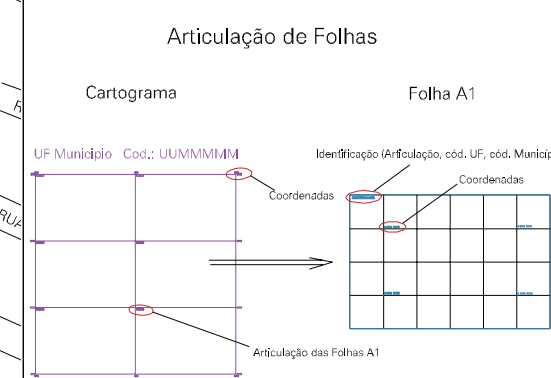 Articulação de Folhas
Cartograma
Folha A1
UF Municipio Cod.: UUMMMMM
Identificação (Articulação, cód. UF, cód. Municíp
Coordenadas
Coordenadas
RUA
R
Articulação das Folhas A1